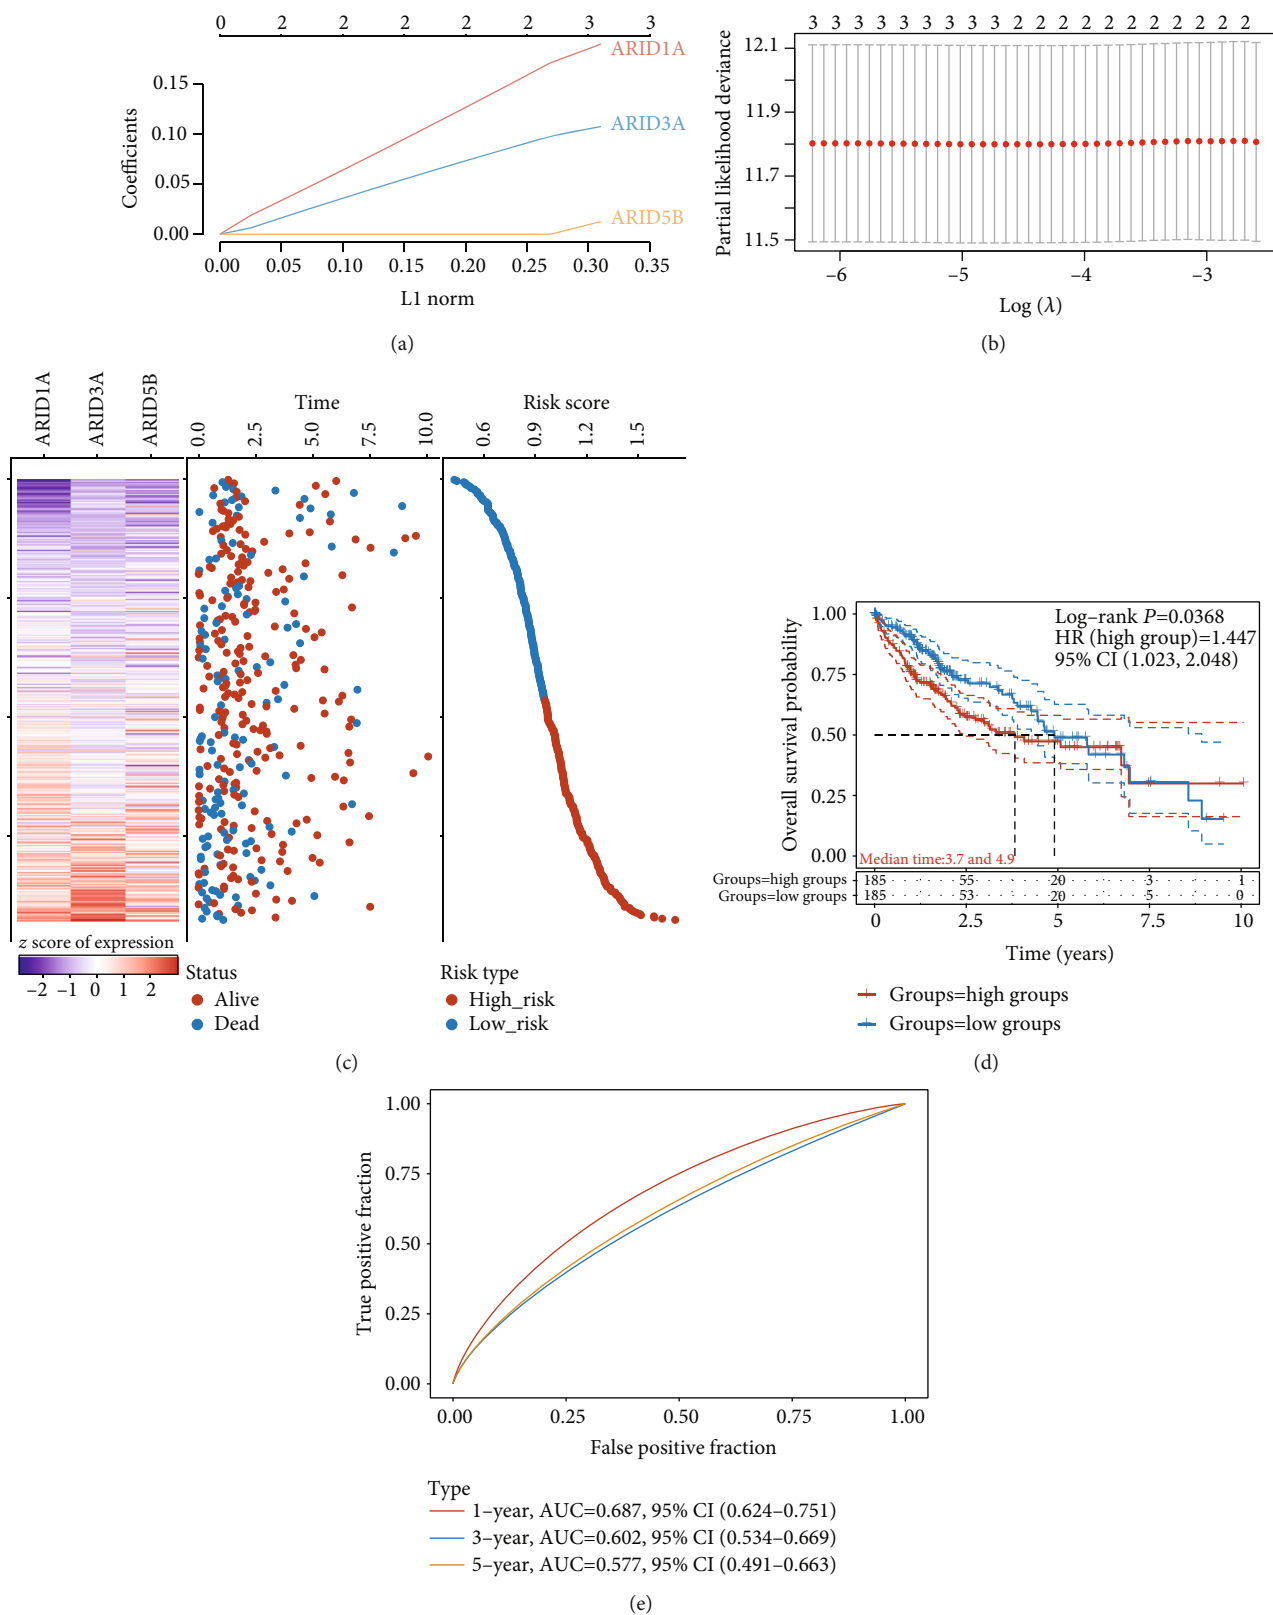 0 2 2 2 2 2 3 3
ARID1A
ARID3A
ARID5B
Coefficients
0.15
0.10
0.05
0.00
0.00 0.05 0.10 0.15 0.20 0.25 0.30 0.35
L1 norm
(a)
3 3 3 3 3 3 3 3 3 2 2 2 2 2 2 2 2 2 2 2
Partial likelihood deviance
12.1
11.9
11.7
11.5
−6 −5 −4 −3
Log (λ)
(b)
ARID1A ARID3A ARID5B
Time
0.0 2.5 5.0 7.5 10.0
Risk score
0.6 0.9 1.2 1.5
z score of expression
−2 −1 0 1 2
Status
Alive
Dead
Risk type
High_risk
Low_risk
(c)
Overall survival probability
1.00
0.75
0.50
0.25
0.00
Log−rank P=0.0368
HR (high group)=1.447
95% CI (1.023, 2.048)
Median time:3.7 and 4.9
Groups=high groups 185 55 20 3 1
Groups=low groups 185 53 20 5 0
0 2.5 5 7.5 10
Time (years)
Groups=high groups
Groups=low groups
(d)
True positive fraction
1.00
0.75
0.50
0.25
0.00
0.00 0.25 0.50 0.75 1.00
False positive fraction
Type
1−year, AUC=0.687, 95% CI (0.624−0.751)
3−year, AUC=0.602, 95% CI (0.534−0.669)
5−year, AUC=0.577, 95% CI (0.491−0.663)
(e)